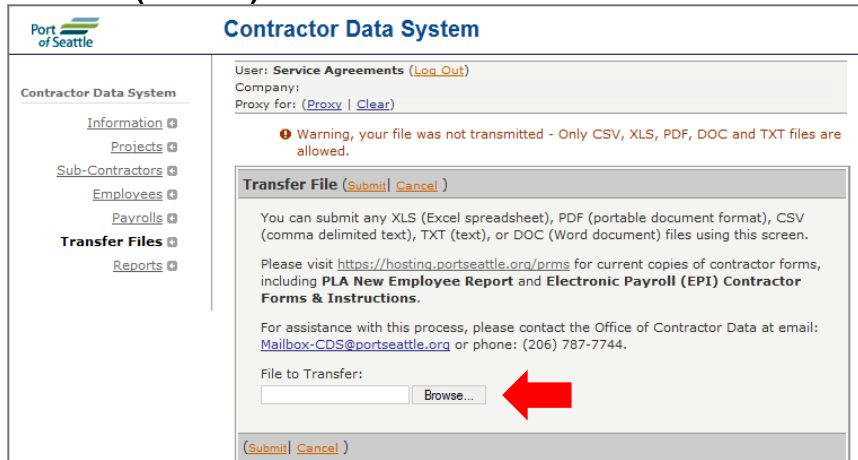 Port
of Seattle
Contractor Data System
Contractor Data System
Information
Projects
Sub-Contractors
Employees
Payrolls
Transfer Files
Reports
User: Service Agreements (Log Out)
Company:
Proxy for: (Proxy | Clear)
Warning, your file was not transmitted - Only CSV, XLS, PDF, DOC and TXT files are
allowed.
Transfer File (Submit| Cancel )
You can submit any XLS (Excel spreadsheet), PDF (portable document format), CSV
(comma delimited text), TXT (text), or DOC (Word document) files using this screen.
Please visit https://hosting.portseattle.org/prms for current copies of contractor forms,
including PLA New Employee Report and Electronic Payroll (EPI) Contractor
Forms & Instructions.
For assistance with this process, please contact the Office of Contractor Data at email:
Mailbox-CDS@portseattle.org or phone: (206) 787-7744.
File to Transfer:
Browse...
(Submit| Cancel )